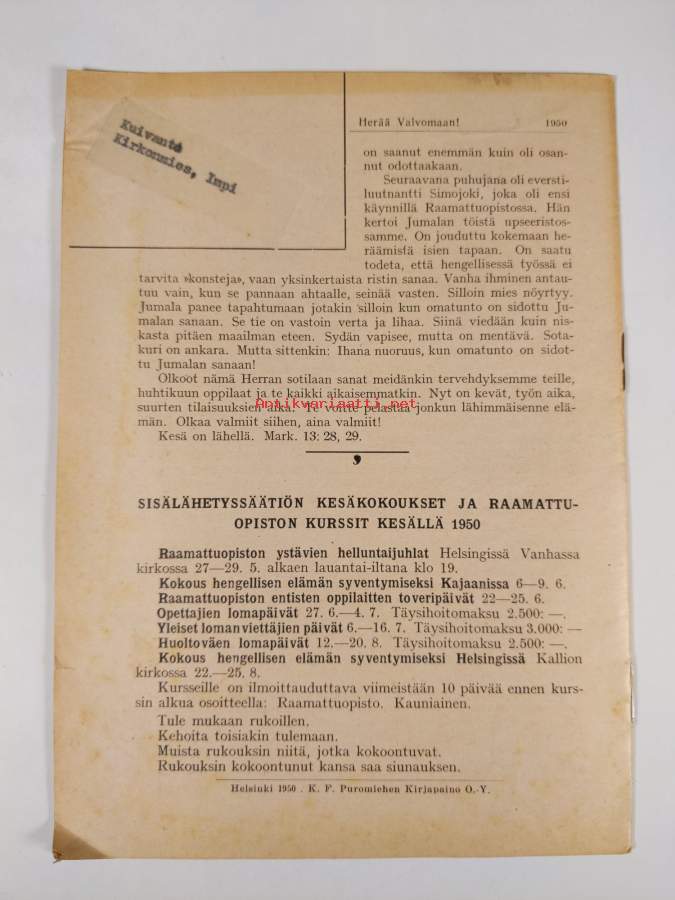 Kuivanto
Kirkonmies, Impi
Herää Valvomaan! 1950
on saanut enemmän kuin oli osan-
nut odottaakaan.
Seuraavana puhujana oli eversti-
luutnantti Simojoki, joka oli ensi
käynnillä Raamattuopistossa. Hän
kertoi Jumalan töistä upseeristos-
samme. On jouduttu kokemaan he-
räämistä isien tapaan. On saatu
todeta, että hengellisessä työssä ei
tarvita »konsteja», vaan yksinkertaista ristin sanaa. Vanha ihminen antau-
tuu vain, kun se pannaan ahtaalle, seinää vasten. Silloin mies nöyrtyy.
Jumala panee tapahtumaan jotakin silloin kun omatunto on sidottu Ju-
malan sanaan. Se tie on vastoin verta ja lihaa. Siinä viedään kuin nis-
kasta pitäen maailman eteen. Sydän vapisee, mutta on mentävä. Sota-
kuri on ankara. Mutta sittenkin: Ihana nuoruus, kun omatunto on sidot-
tu Jumalan sanaan!
Olkoot nämä Herran sotilaan sanat meidänkin tervehdyksemme teille,
huhtikuun oppilaat ja te kaikki aikaisemmatkin. Nyt on kevät, työn aika,
Antikvariaatti.net
suurten tilaisuuksien aika! Te voitte pelastaa jonkun lähimmäisenne elä-
män. Olkaa valmiit siihen, aina valmiit!
Kesä on lähellä. Mark. 13: 28, 29.
SISÄLÄHETYSSÄÄTIÖN KESÄKOKOUKSET JA RAAMATTU-
OPISTON KURSSIT KESÄLLÄ 1950
Raamattuopiston ystävien helluntaijuhlat Helsingissä Vanhassa
kirkossa 27—29. 5. alkaen lauantai-iltana klo 19.
Kokous hengellisen elämän syventymiseksi Kajaanissa 6—9. 6.
Raamattuopiston entisten oppilaitten toveripäivät 22—25. 6.
Opettajien lomapäivät 27. 6.—4. 7. Täysihoitomaksu 2.500: —.
Yleiset lomanviettäjien päivät 6.—16. 7. Täysihoitomaksu 3.000: —
Huoltoväen lomapäivät 12.—20. 8. Täysihoitomaksu 2.500: —.
Kokous hengellisen elämän syventymiseksi Helsingissä Kallion
kirkossa 22.—25. 8.
Kursseille on ilmoittauduttava viimeistään 10 päivää ennen kurs-
sin alkua osoitteella: Raamattuopisto. Kauniainen.
Tule mukaan rukoillen.
Kehoita toisiakin tulemaan.
Muista rukouksin niitä, jotka kokoontuvat.
Rukouksin kokoontunut kansa saa siunauksen.
Helsinki 1950 . K. F. Puromiehen Kirjapaino O.-Y.